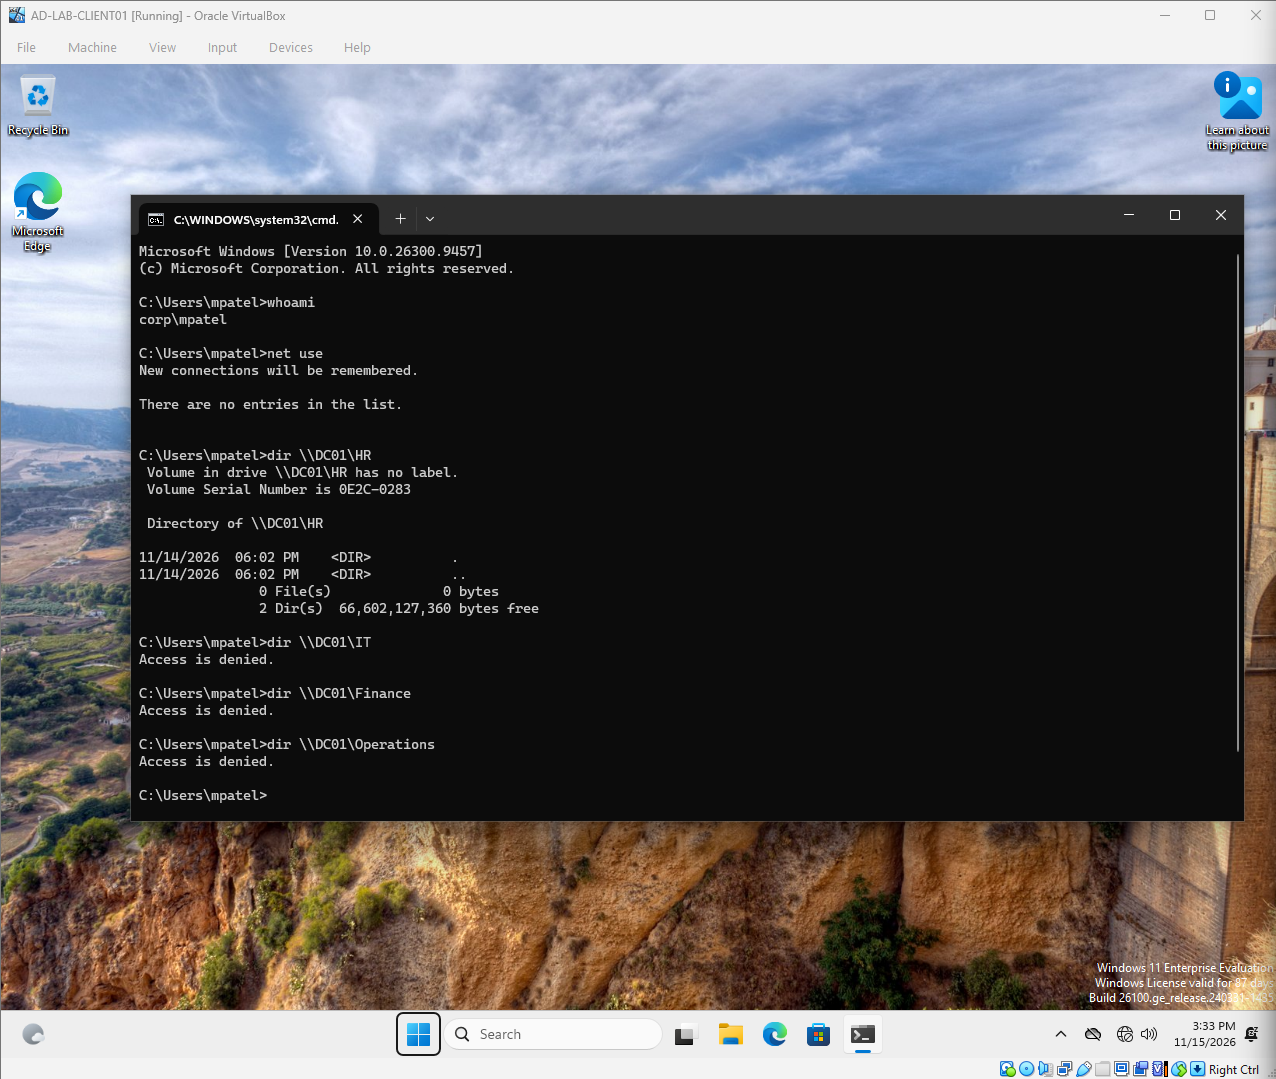 AD-LAB-CLIENT01 [Running] - Oracle VirtualBox
File Machine View Input Devices Help
Recycle Bin
Learn about
this picture
Microsoft
Edge
C:\WINDOWS\system32\cmd.
Microsoft Windows [Version 10.0.26300.9457]
(c) Microsoft Corporation. All rights reserved.
C:\Users\mpatel>whoami
corp\mpatel
C:\Users\mpatel>net use
New connections will be remembered.
There are no entries in the list.
C:\Users\mpatel>dir \\DC01\HR
Volume in drive \\DC01\HR has no label.
Volume Serial Number is 0E2C-0283
Directory of \\DC01\HR
11/14/2026  06:02 PM    <DIR>          .
11/14/2026  06:02 PM    <DIR>          ..
0 File(s)              0 bytes
2 Dir(s)  66,602,127,360 bytes free
C:\Users\mpatel>dir \\DC01\IT
Access is denied.
C:\Users\mpatel>dir \\DC01\Finance
Access is denied.
C:\Users\mpatel>dir \\DC01\Operations
Access is denied.
C:\Users\mpatel>
Windows 11 Enterprise Evaluation
Windows License valid for 87 days
Build 26100.ge_release.240331-1435
Search
3:33 PM
11/15/2026
Right Ctrl